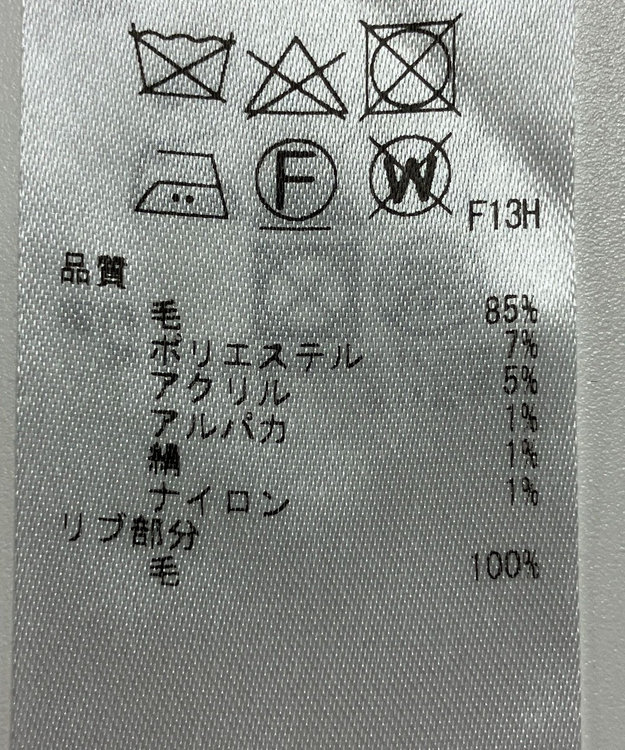 F
W
F13H
品質
毛 85%
ポリエステル 7%
アクリル 5%
アルパカ 1%
絹 1%
ナイロン 1%
リブ部分
毛 100%